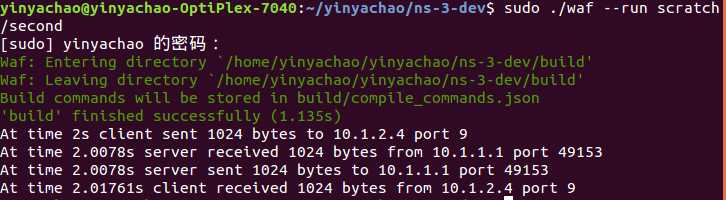 yinyachao@yinyachao-OptiPlex-7040:~/yinyachao/ns-3-dev$ sudo ./waf --run scratch
/second
[sudo] yinyachao 的密码：
Waf: Entering directory `/home/yinyachao/yinyachao/ns-3-dev/build'
Waf: Leaving directory `/home/yinyachao/yinyachao/ns-3-dev/build'
Build commands will be stored in build/compile_commands.json
'build' finished successfully (1.135s)
At time 2s client sent 1024 bytes to 10.1.2.4 port 9
At time 2.0078s server received 1024 bytes from 10.1.1.1 port 49153
At time 2.0078s server sent 1024 bytes to 10.1.1.1 port 49153
At time 2.01761s client received 1024 bytes from 10.1.2.4 port 9